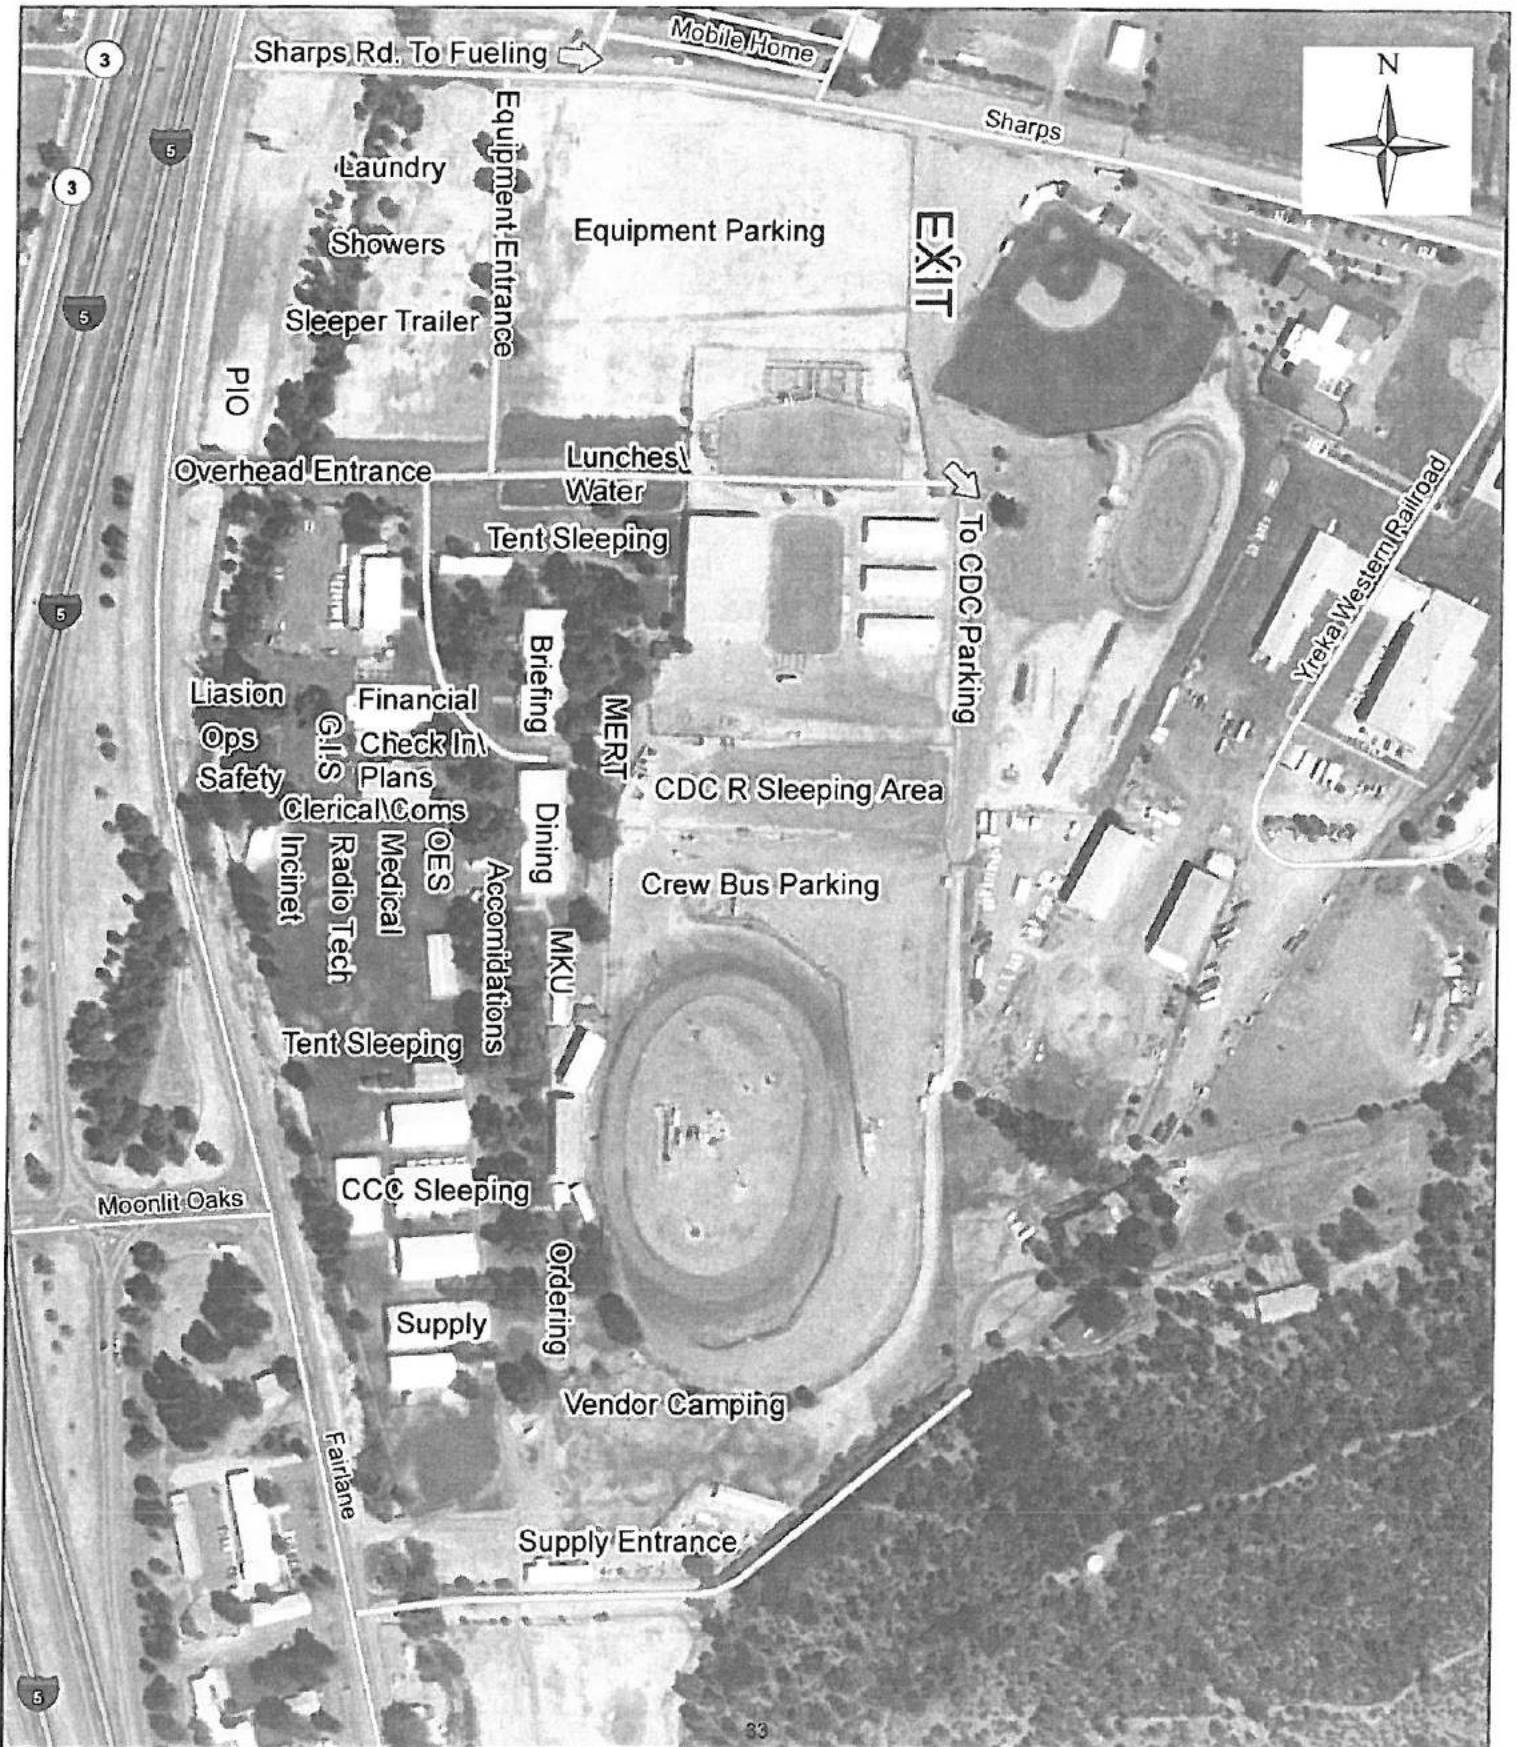 3
Sharps Rd. To Fueling
Mobile Home
N
Sharps
5
3
Laundry
Equipment Entrance
Equipment Parking
Showers
EXIT
5
Sleeper Trailer
PIO
Overhead Entrance
Lunches\
Water
Tent Sleeping
To CDC Parking
Yreka Western Railroad
5
Briefing
Liasion
Financial
MERT
Ops
G.I.S
Check In\
Safety
Plans
CDC R Sleeping Area
Clerical\Coms
Dining
Incinet
Radio Tech
Medical
OES
Accomidations
Crew Bus Parking
MKU
Tent Sleeping
CCC Sleeping
Moonlit Oaks
Ordering
Supply
Vendor Camping
Fairlane
Supply Entrance
5
33